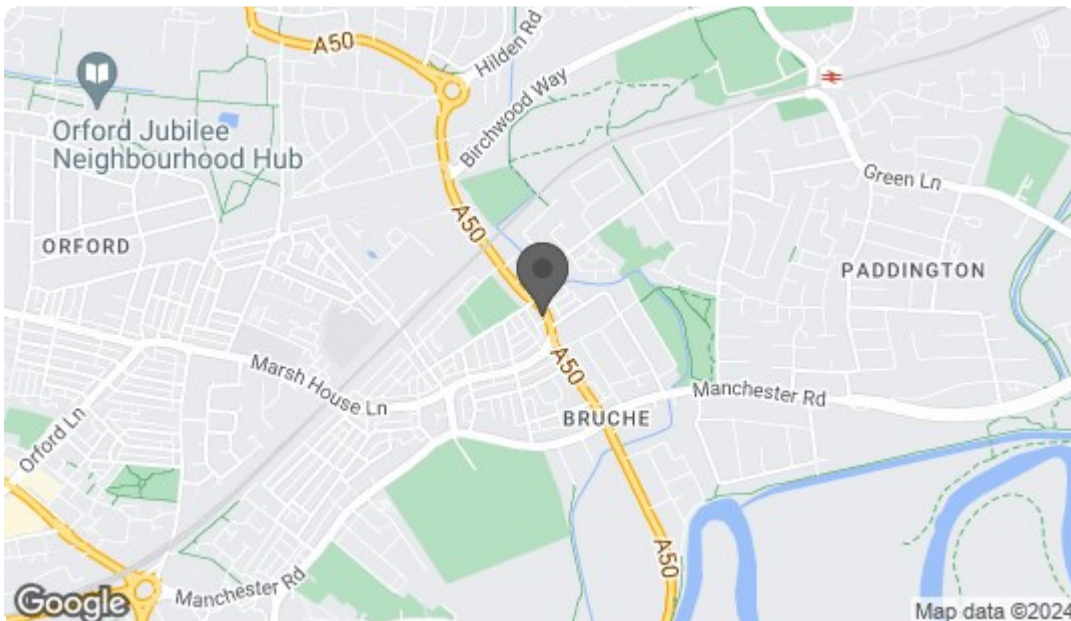 A50
Hilden Rd
Birchwood Way
Orford Jubilee
Neighbourhood Hub
Green Ln
A50
ORFORD
PADDINGTON
Marsh House Ln
A50
Manchester Rd
BRUCHE
Orford Ln
A50
Manchester Rd
Google
Map data ©2024